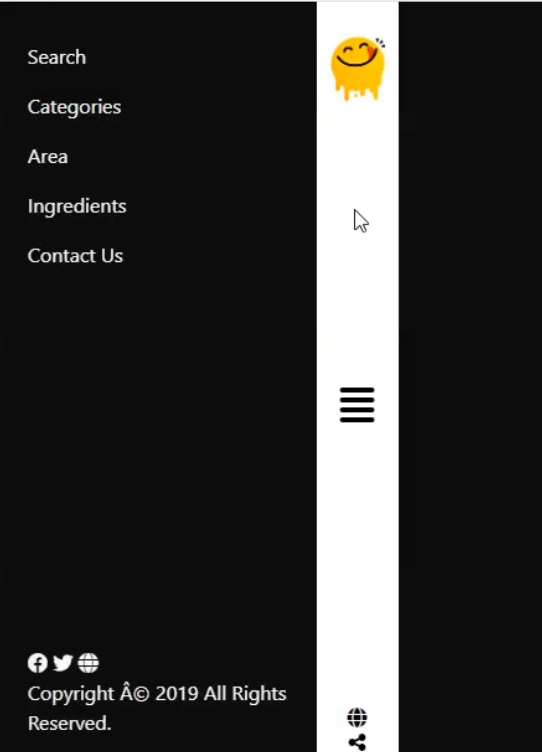 Search
Categories
Area
Ingredients
Contact Us
Copyright Â© 2019 All Rights
Reserved.